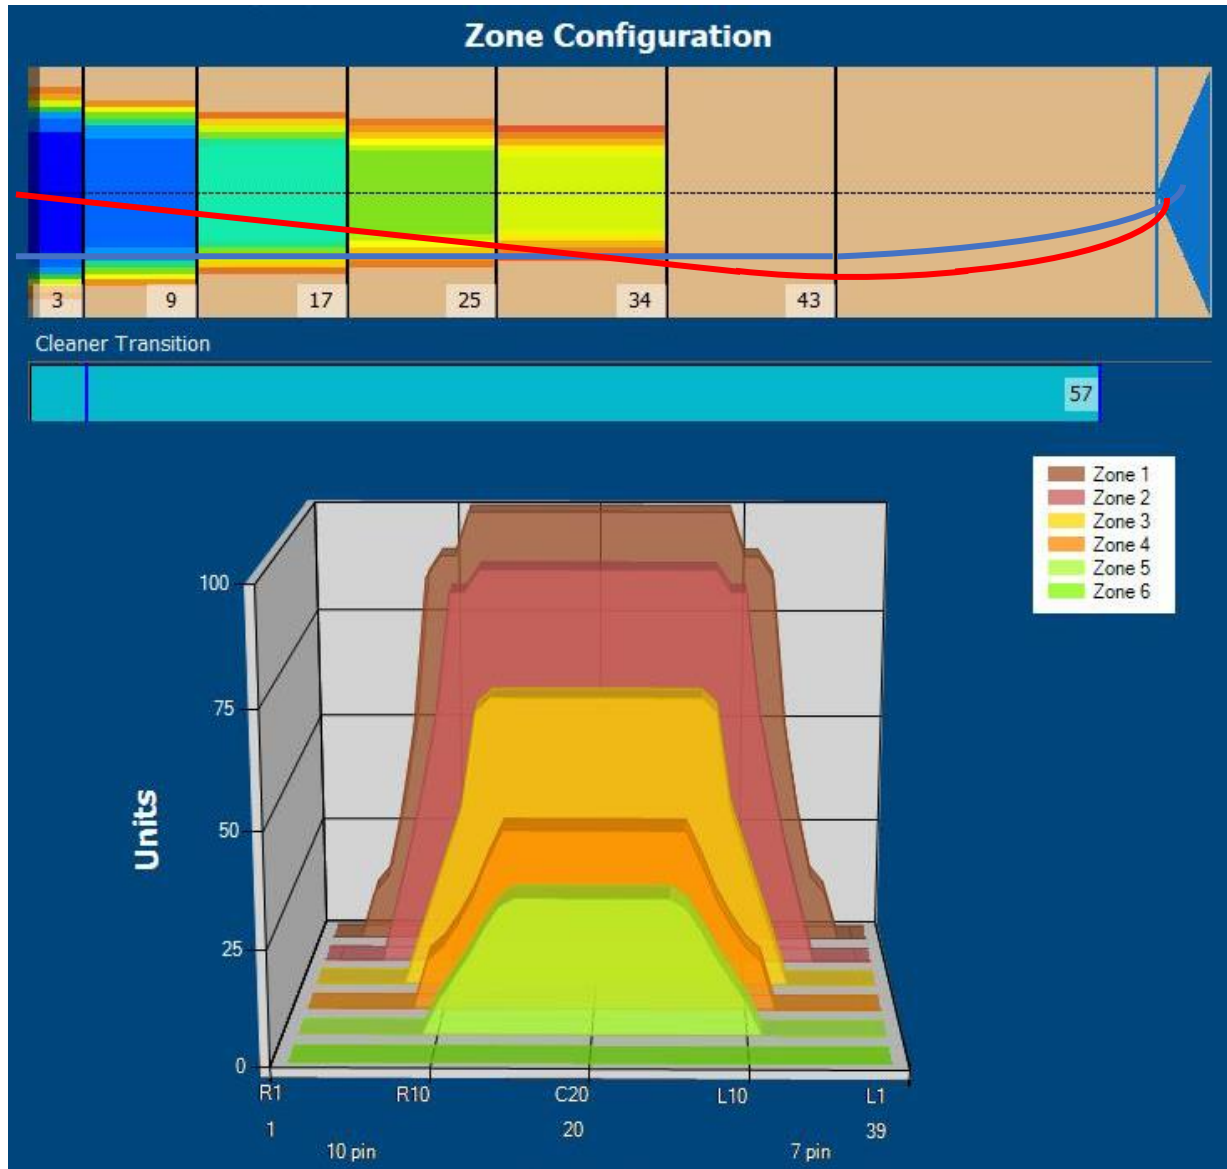 Zone Configuration
3 9 17 25 34 43
Cleaner Transition
57
Zone 1
Zone 2
Zone 3
Zone 4
Zone 5
Zone 6
100
75
50
25
0
Units
R1 R10 C20 L10 L1
1 20 39
10 pin 7 pin